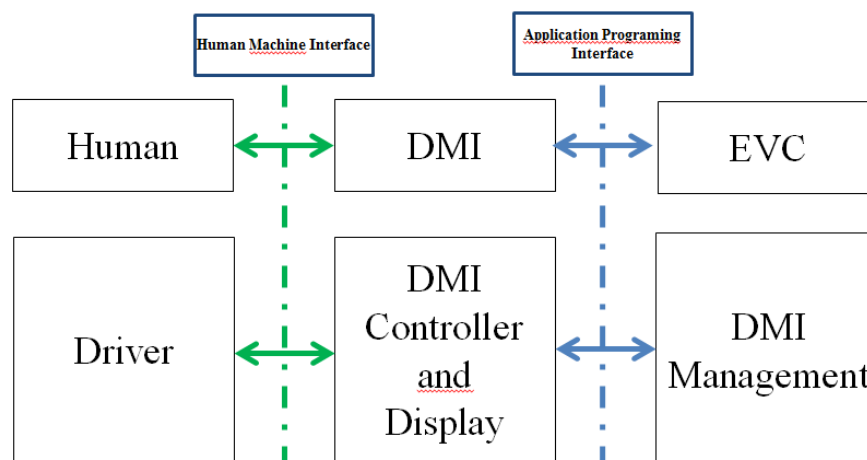 Human Machine Interface
Application Programing
Interface
Human
DMI
EVC
Driver
DMI
Controller
and
Display
DMI
Management